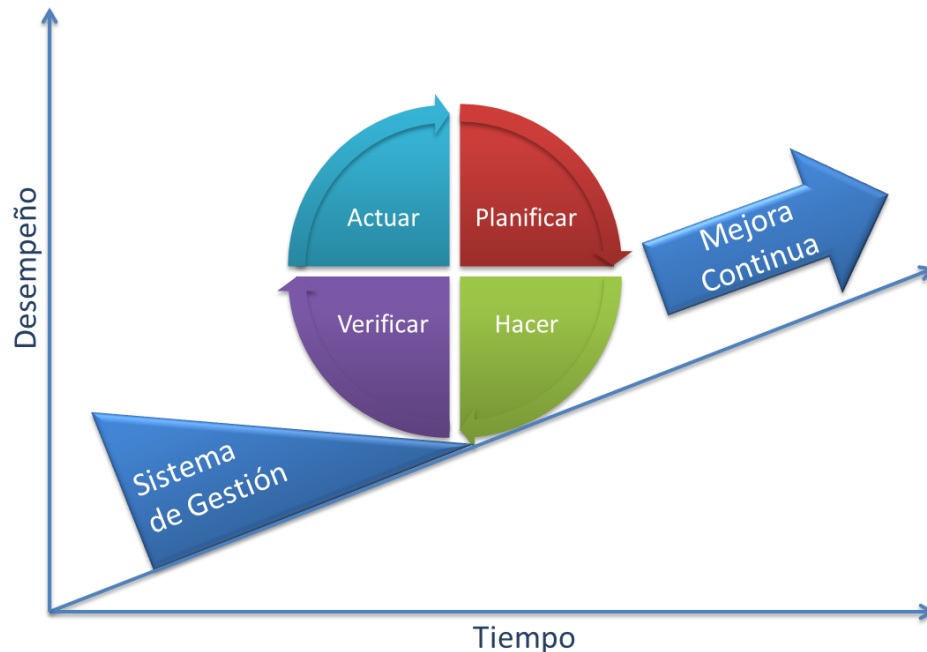 Desempeño
Actuar
Planificar
Verificar
Hacer
Mejora
Continua
Sistema
de Gestión
Tiempo